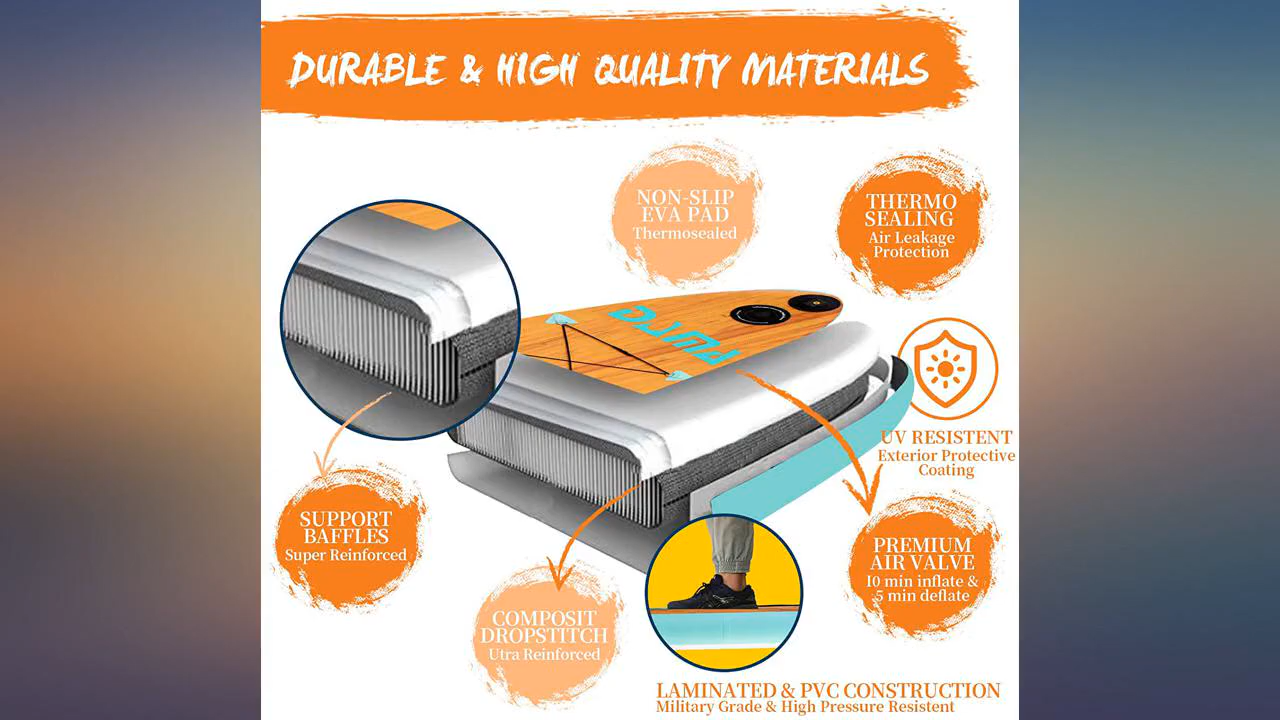 DURABLE & HIGH QUALITY MATERIALS
NON-SLIP
EVA PAD
Thermosealed
THERMO
SEALING
Air Leakage
Protection
UV RESISTENT
Exterior Protective
Coating
SUPPORT
BAFFLES
Super Reinforced
PREMIUM
AIR VALVE
10 min inflate &
5 min deflate
COMPOSIT
DROPSTITCH
Utra Reinforced
LAMINATED & PVC CONSTRUCTION
Military Grade & High Pressure Resistent